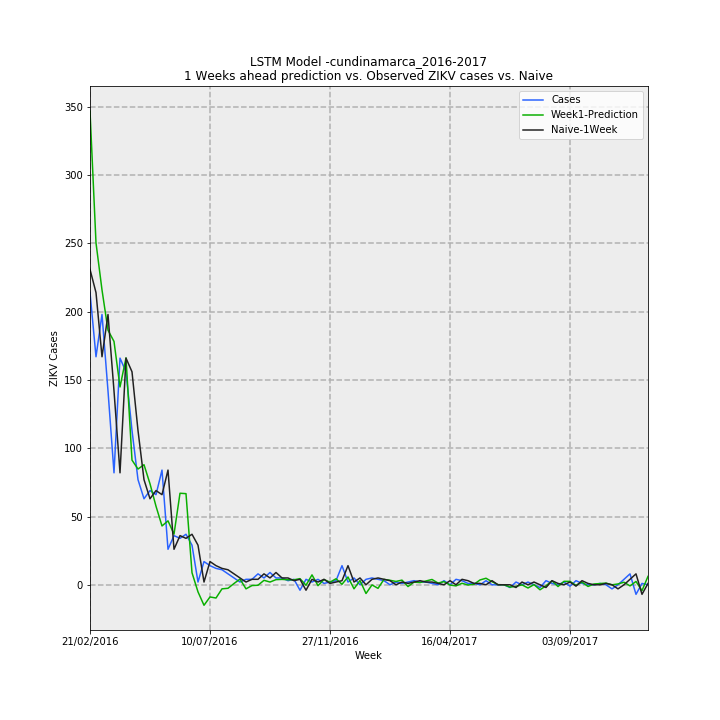 LSTM Model -cundinamarca_2016-2017
1 Weeks ahead prediction vs. Observed ZIKV cases vs. Naive
Cases
Week1-Prediction
Naive-1Week
350
300
250
200
150
100
50
0
ZIKV Cases
21/02/2016 10/07/2016 27/11/2016 16/04/2017 03/09/2017
Week